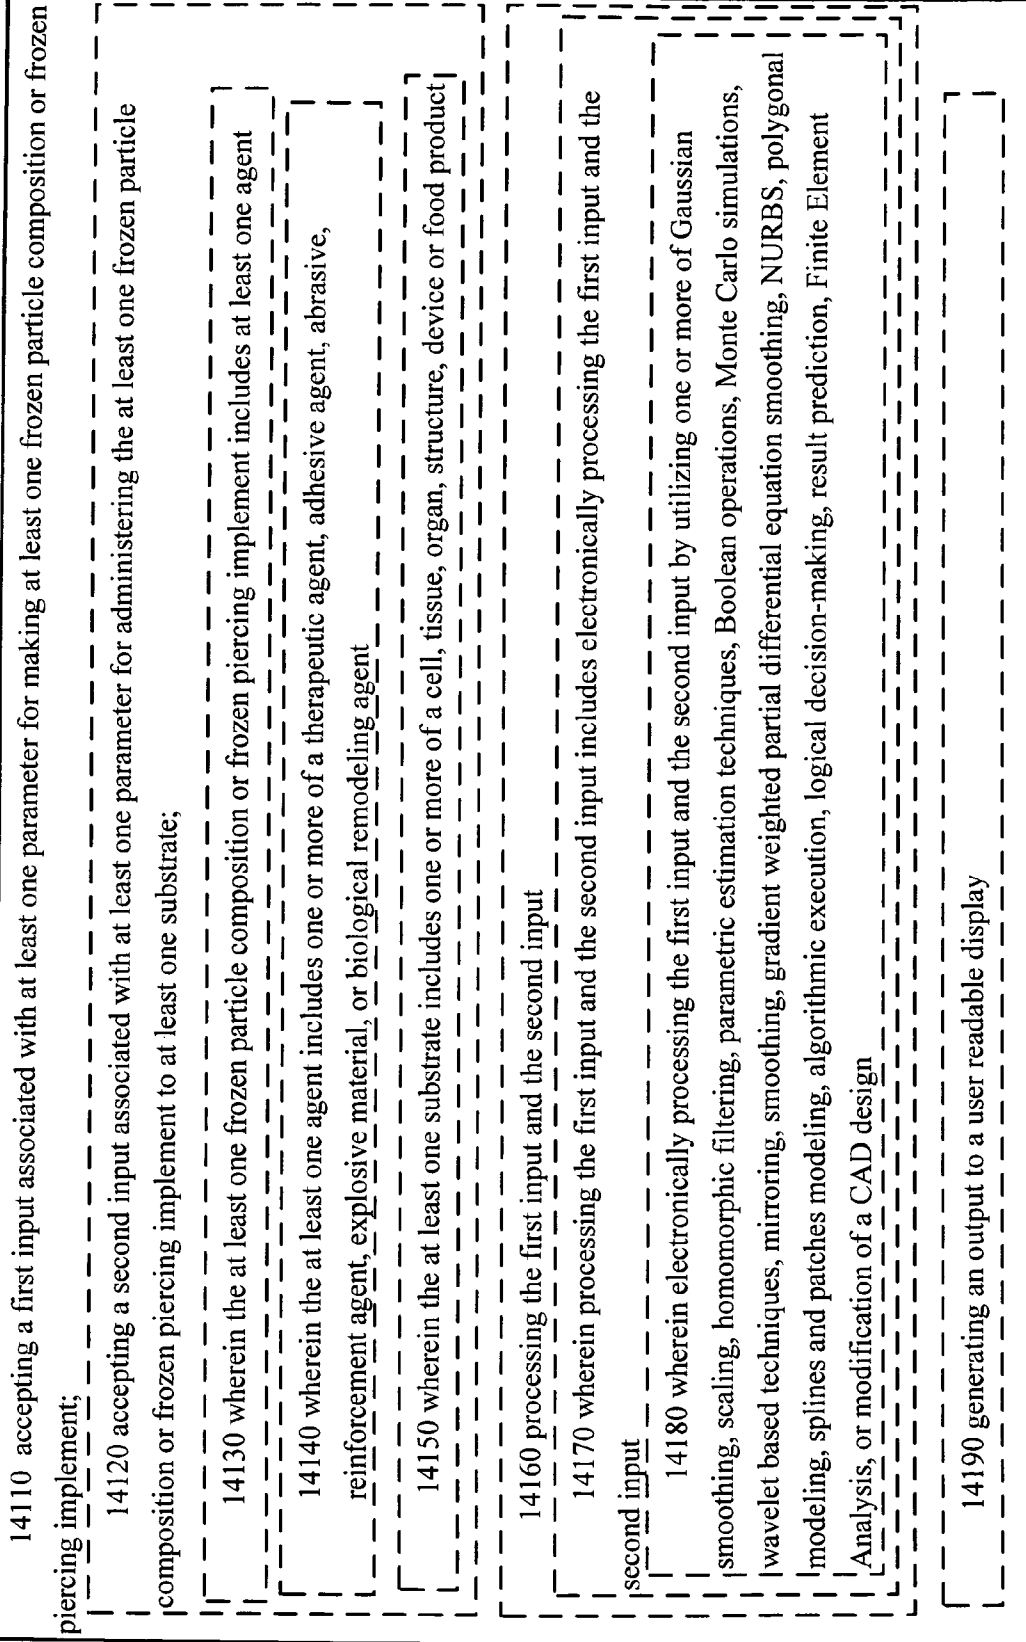 14110 accepting a first input associated with at least one parameter for making at least one frozen particle composition or frozen
piercing implement;
14120 accepting a second input associated with at least one parameter for administering the at least one frozen particle
composition or frozen piercing implement to at least one substrate;
14130 wherein the at least one frozen particle composition or frozen piercing implement includes at least one agent
14140 wherein the at least one agent includes one or more of a therapeutic agent, adhesive agent, abrasive,
reinforcement agent, explosive material, or biological remodeling agent
14150 wherein the at least one substrate includes one or more of a cell, tissue, organ, structure, device or food product
14160 processing the first input and the second input
14170 wherein processing the first input and the second input includes electronically processing the first input and the
second input
14180 wherein electronically processing the first input and the second input by utilizing one or more of Gaussian
smoothing, scaling, homomorphic filtering, parametric estimation techniques, Boolean operations, Monte Carlo simulations,
wavelet based techniques, mirroring, smoothing, gradient weighted partial differential equation smoothing, NURBS, polygonal
modeling, splines and patches modeling, algorithmic execution, logical decision-making, result prediction, Finite Element
Analysis, or modification of a CAD design
14190 generating an output to a user readable display